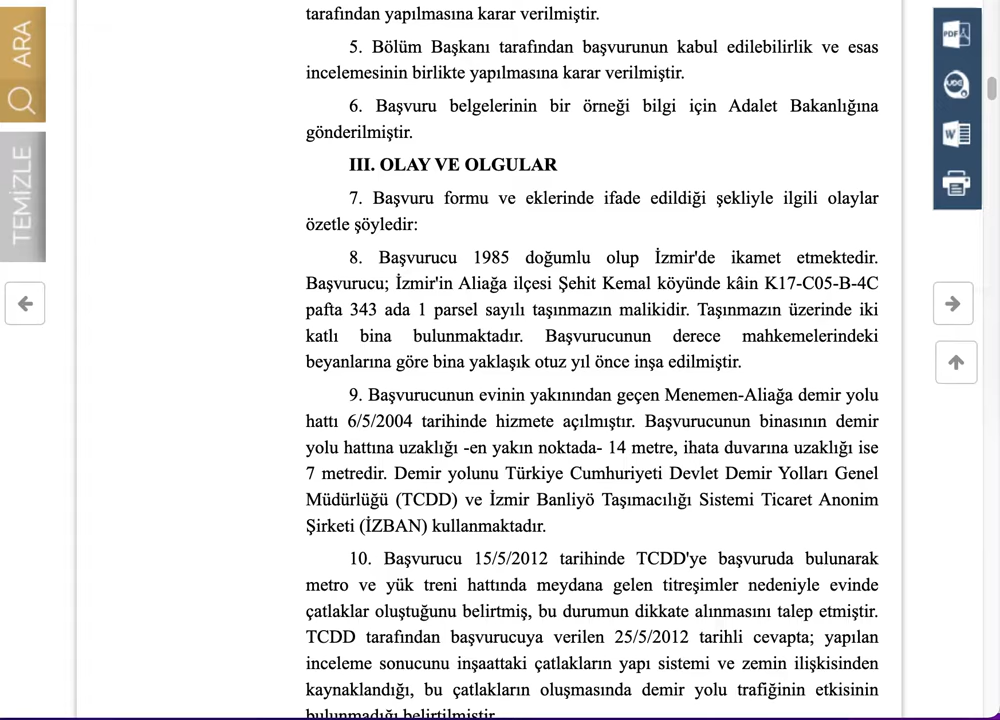 tarafından yapılmasına karar verilmiştir.
5. Bölüm Başkanı tarafından başvurunun kabul edilebilirlik ve esas
incelemesinin birlikte yapılmasına karar verilmiştir.
6. Başvuru belgelerinin bir örneği bilgi için Adalet Bakanlığına
gönderilmiştir.
III. OLAY VE OLGULAR
7. Başvuru formu ve eklerinde ifade edildiği şekliyle ilgili olaylar
özetle şöyledir:
8. Başvurucu 1985 doğumlu olup İzmir'de ikamet etmektedir.
Başvurucu; İzmir'in Aliağa ilçesi Şehit Kemal köyünde kâin K17-C05-B-4C
pafta 343 ada 1 parsel sayılı taşınmazın malikidir. Taşınmazın üzerinde iki
katlı bina bulunmaktadır. Başvurucunun derece mahkemelerindeki
beyanlarına göre bina yaklaşık otuz yıl önce inşa edilmiştir.
9. Başvurucunun evinin yakınından geçen Menemen-Aliağa demir yolu
hattı 6/5/2004 tarihinde hizmete açılmıştır. Başvurucunun binasının demir
yolu hattına uzaklığı -en yakın noktada- 14 metre, ihata duvarına uzaklığı ise
7 metredir. Demir yolunu Türkiye Cumhuriyeti Devlet Demir Yolları Genel
Müdürlüğü (TCDD) ve İzmir Banliyö Taşımacılığı Sistemi Ticaret Anonim
Şirketi (İZBAN) kullanmaktadır.
10. Başvurucu 15/5/2012 tarihinde TCDD'ye başvuruda bulunarak
metro ve yük treni hattında meydana gelen titreşimler nedeniyle evinde
çatlaklar oluştuğunu belirtmiş, bu durumun dikkate alınmasını talep etmiştir.
TCDD tarafından başvurucuya verilen 25/5/2012 tarihli cevapta; yapılan
inceleme sonucunu inşaattaki çatlakların yapı sistemi ve zemin ilişkisinden
kaynaklandığı, bu çatlakların oluşmasında demir yolu trafiğinin etkisinin
bulunmadığı belirtilmiştir.
ARA
TEMİZLE
PDF
UDF
W